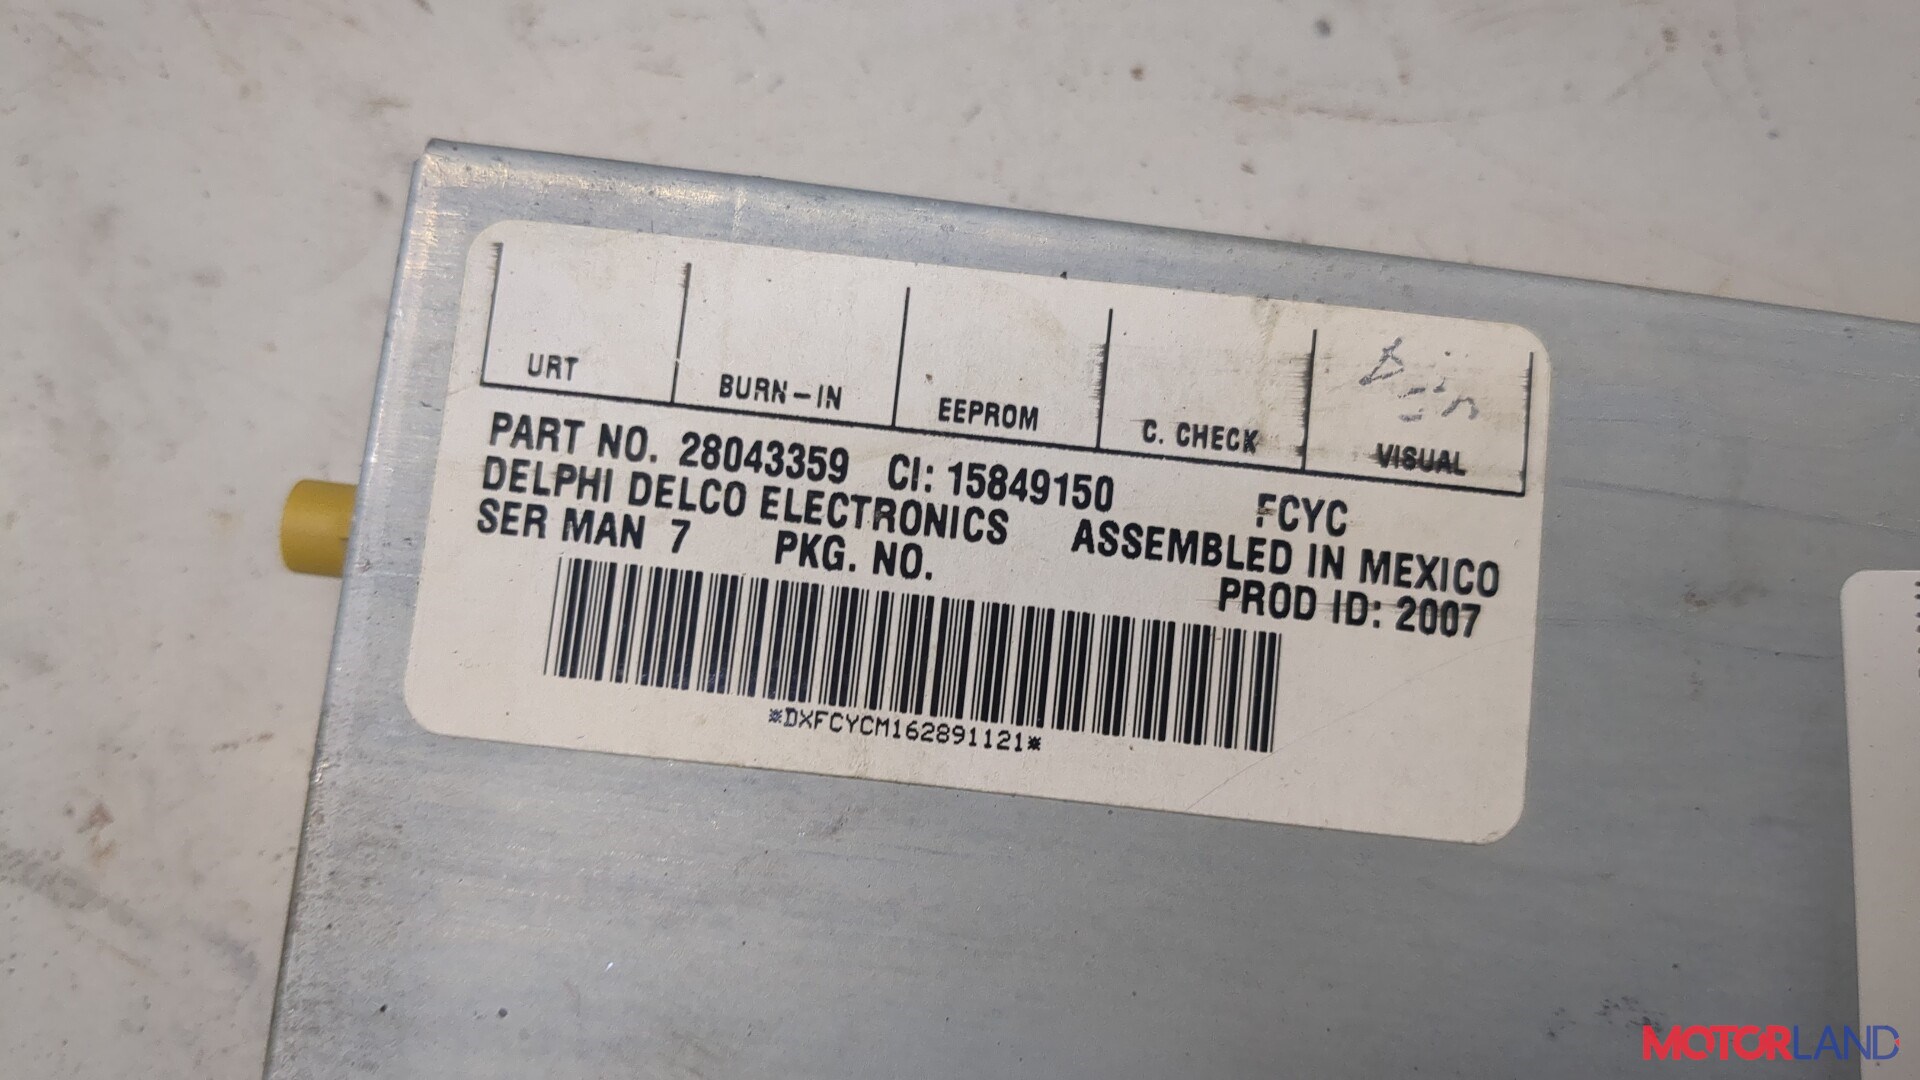 URT BURN-IN EEPROM C. CHECK VISUAL
PART NO. 28043359 CI: 15849150 FCYC
DELPHI DELCO ELECTRONICS ASSEMBLED IN MEXICO
SER MAN 7 PKG. NO. PROD ID: 2007
*DXFCYCM162891121*
MOTORLAND